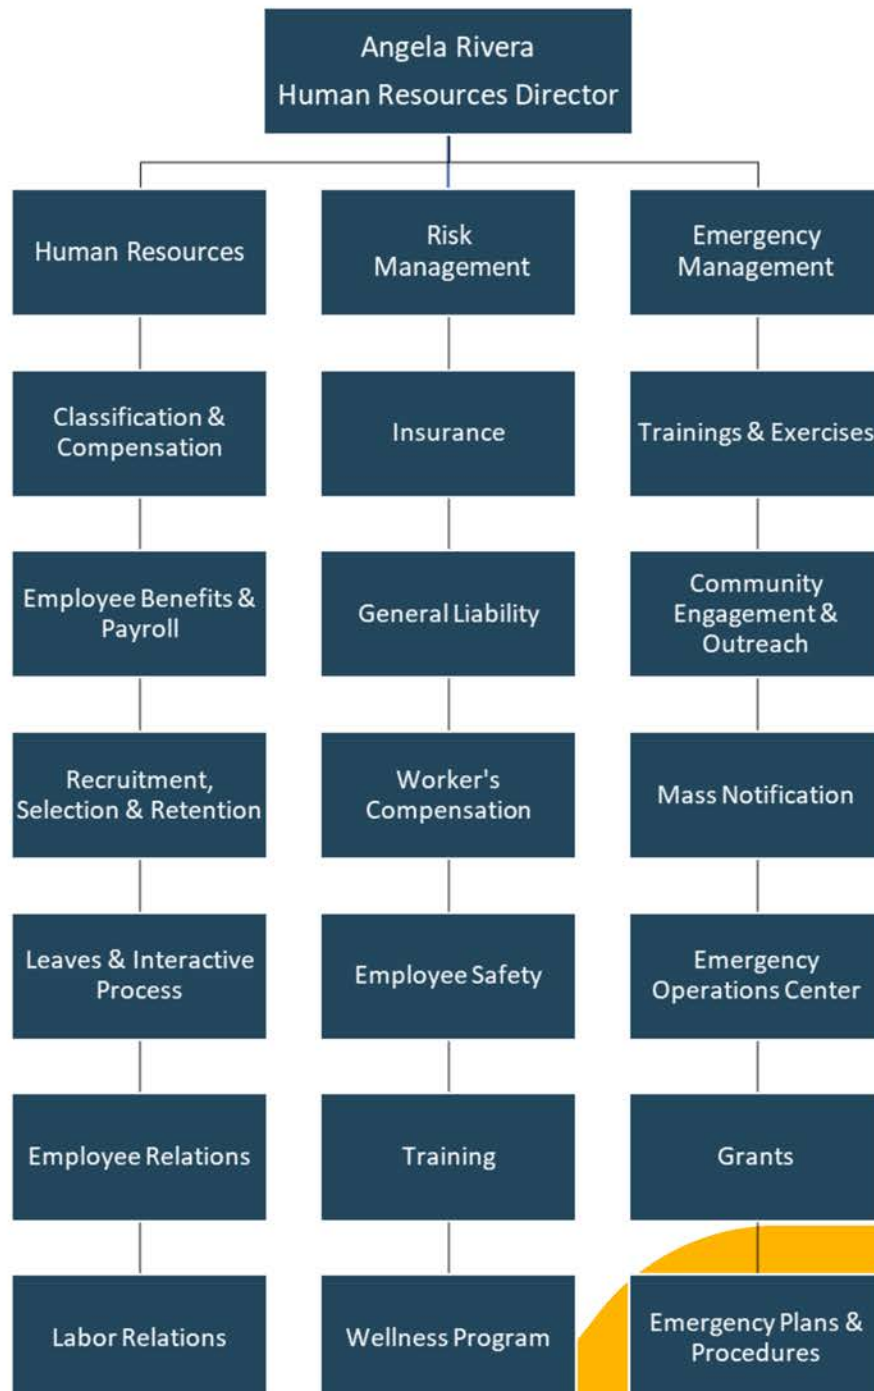 Angela Rivera
Human Resources Director
Human Resources
Risk
Management
Emergency
Management
Classification &
Compensation
Insurance
Trainings & Exercises
Employee Benefits &
Payroll
General Liability
Community
Engagement &
Outreach
Recruitment,
Selection & Retention
Worker's
Compensation
Mass Notification
Leaves & Interactive
Process
Employee Safety
Emergency
Operations Center
Employee Relations
Training
Grants
Labor Relations
Wellness Program
Emergency Plans &
Procedures